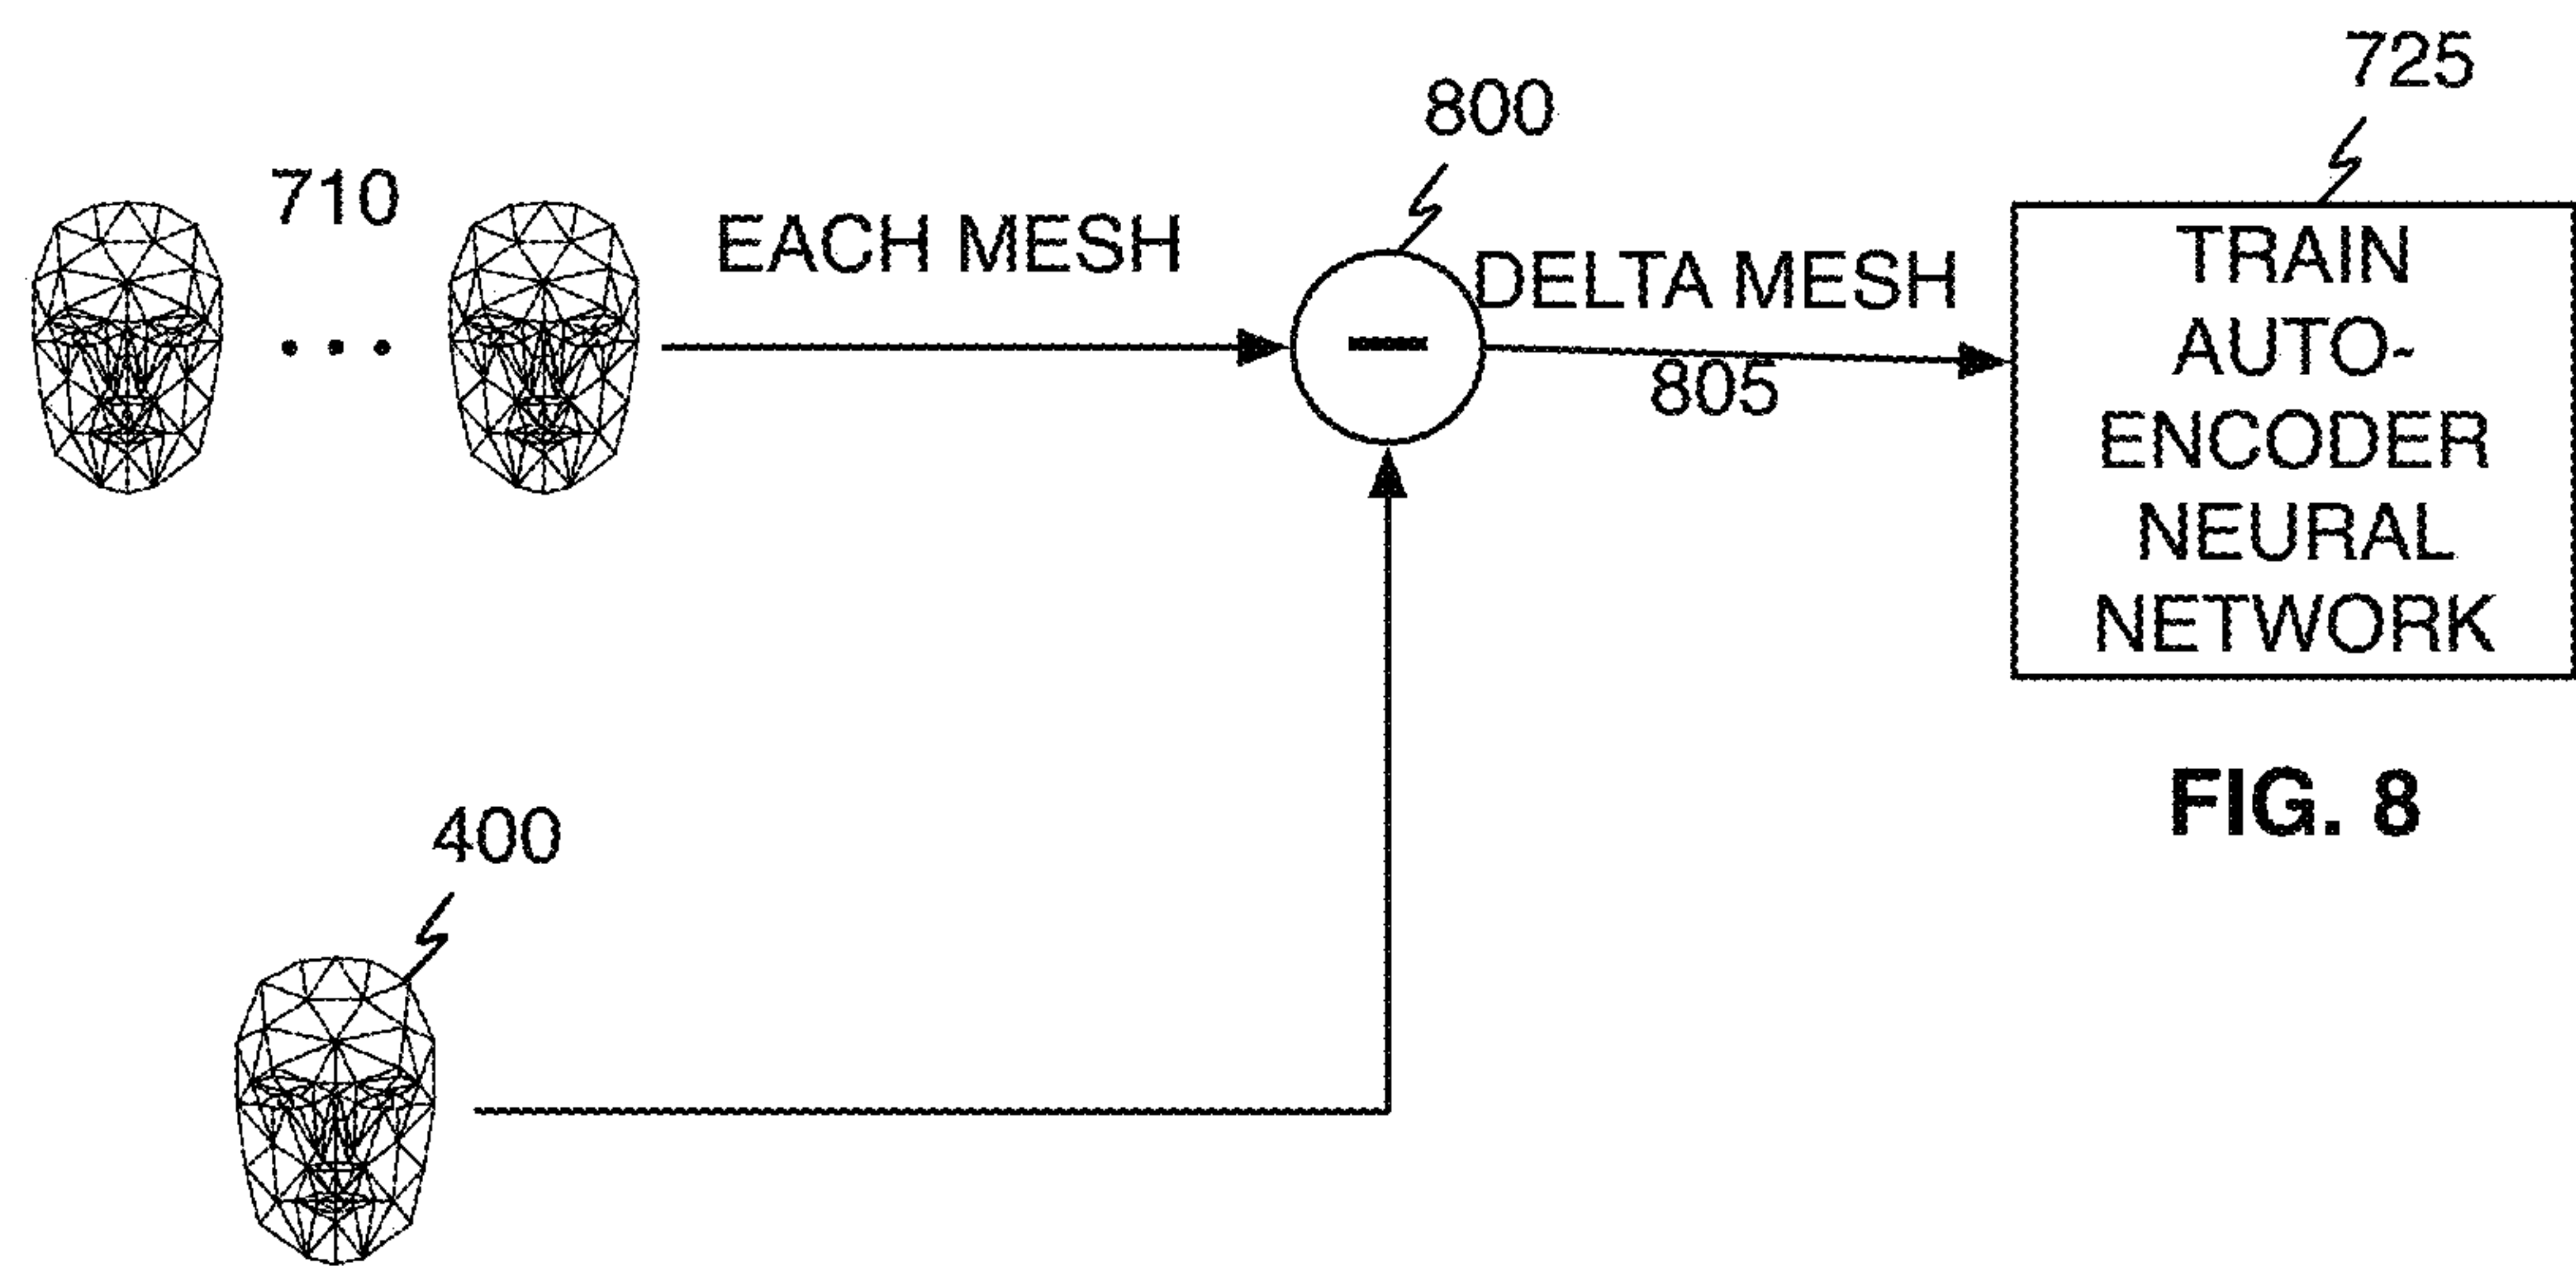 725
800
710
EACH MESH
DELTA MESH
805
TRAIN
AUTO-
ENCODER
NEURAL
NETWORK
FIG. 8
400